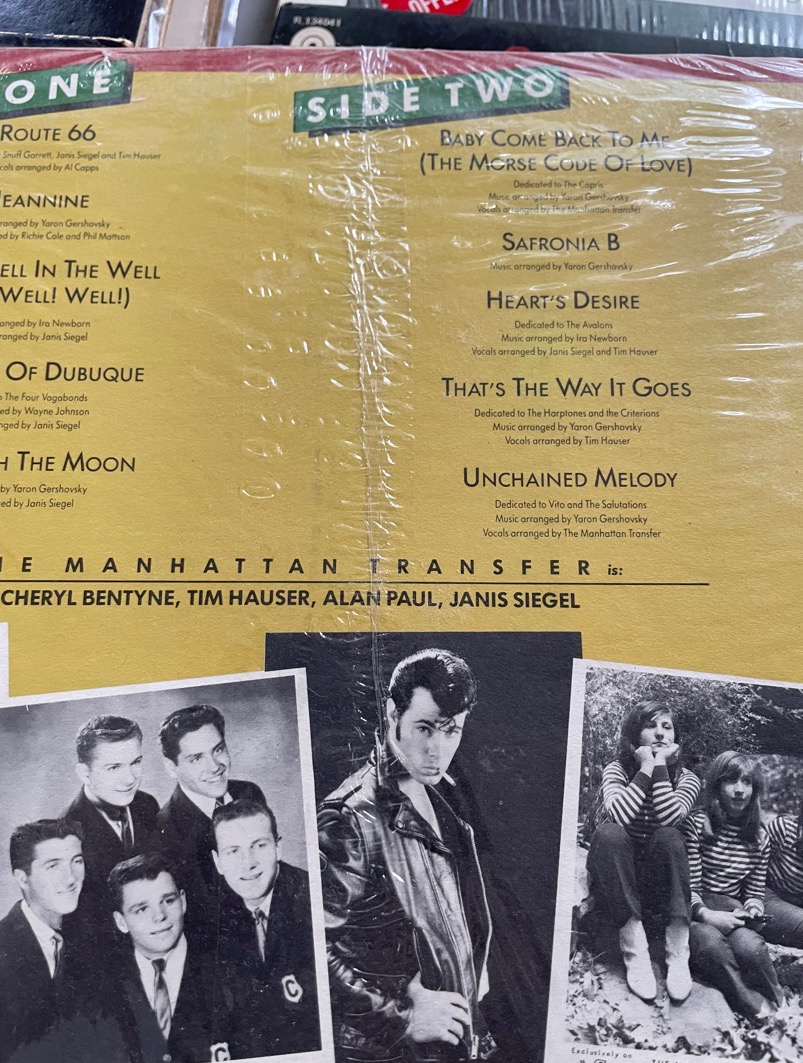 R 134041
OFFE
ONE
ROUTE 66
Snuff Garrett, Janis Siegel and Tim Hauser
cals arranged by Al Capps
EANNINE
ranged by Yaron Gershovsky
ed by Richie Cole and Phil Mattson
ELL IN THE WELL
WELL! WELL!)
anged by Ira Newborn
ranged by Janis Siegel
OF DUBUQUE
o The Four Vagabonds
ed by Wayne Johnson
nged by Janis Siegel
H THE MOON
by Yaron Gershovsky
ed by Janis Siegel
SIDE TWO
BABY COME BACK TO ME
(THE MORSE CODE OF LOVE)
Dedicated to The Capris
Music arranged by Yaron Gershovsky
Vocals arranged by The Manhattan Transfer
SAFRONIA B
Music arranged by Yaron Gershovsky
HEART'S DESIRE
Dedicated to The Avalons
Music arranged by Ira Newborn
Vocals arranged by Janis Siegel and Tim Hauser
THAT'S THE WAY IT GOES
Dedicated to The Harptones and the Criterions
Music arranged by Yaron Gershovsky
Vocals arranged by Tim Hauser
UNCHAINED MELODY
Dedicated to Vito and The Salutations
Music arranged by Yaron Gershovsky
Vocals arranged by The Manhattan Transfer
HE MANHATTAN TRANSFER is:
CHERYL BENTYNE, TIM HAUSER, ALAN PAUL, JANIS SIEGEL
C
C
Exclusively on